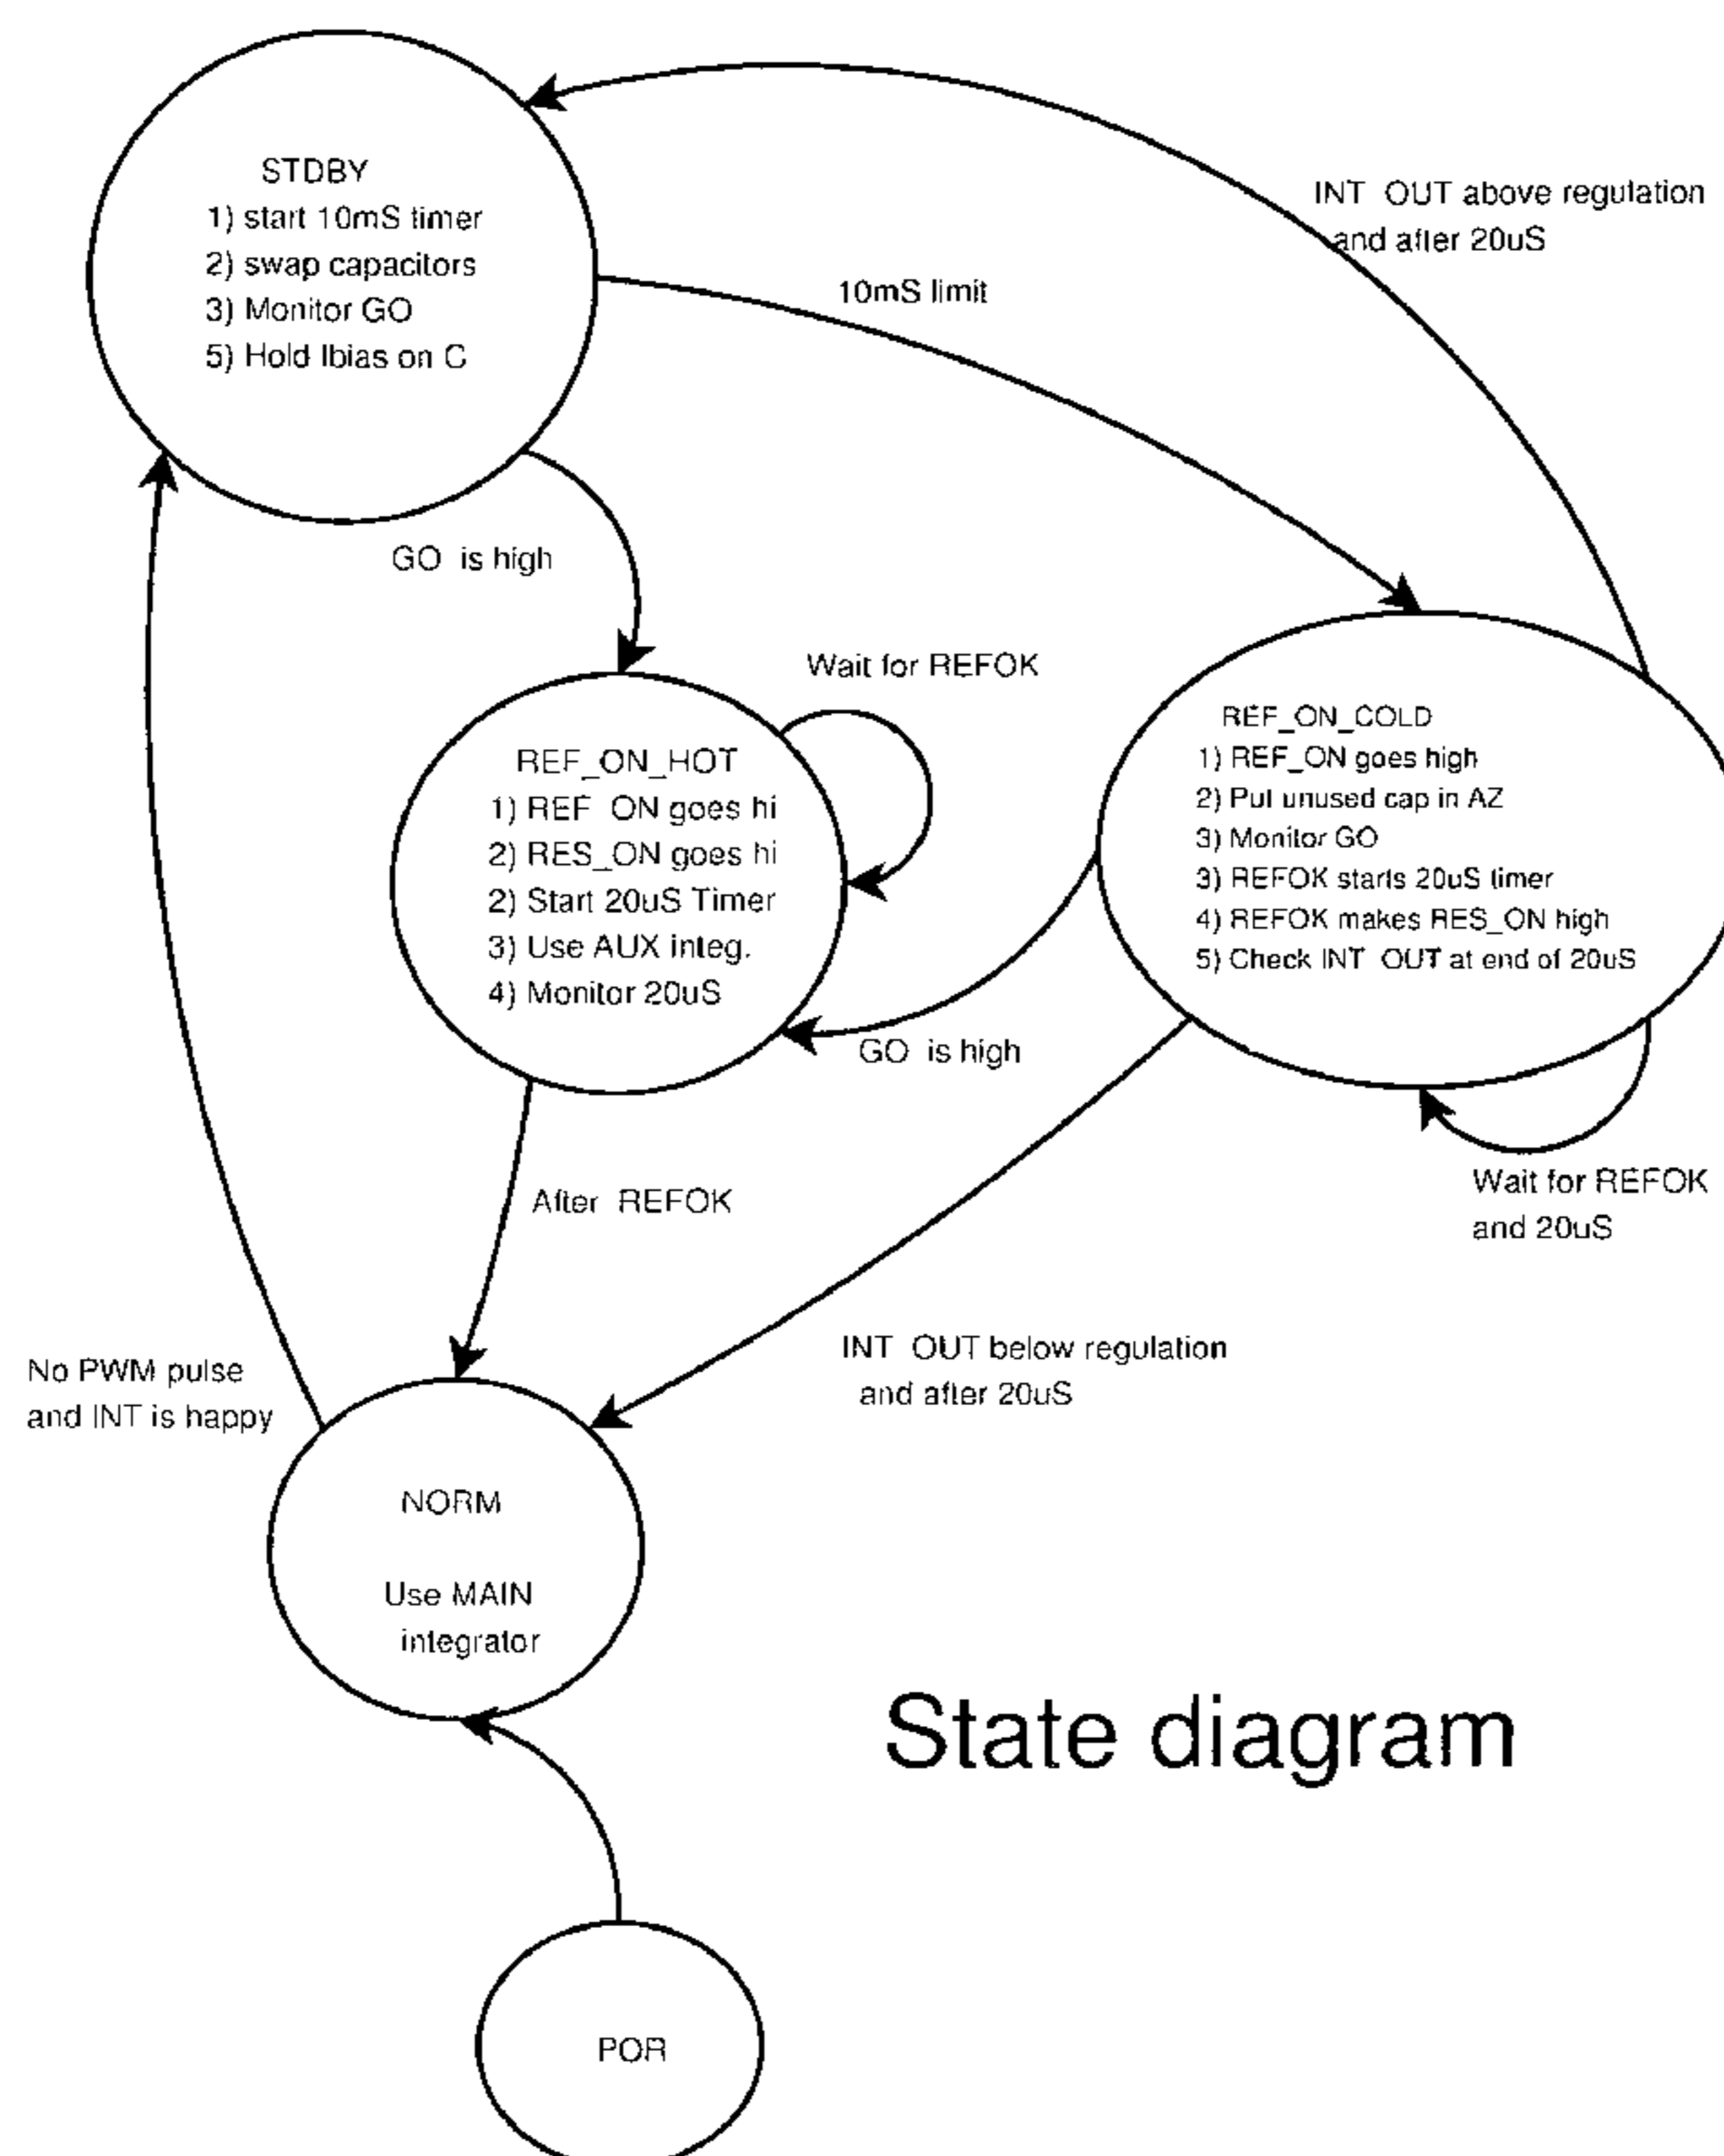 STDBY
1) start 10mS timer
2) swap capacitors
3) Monitor GO
5) Hold Ibias on C
INT OUT above regulation
and after 20uS
10mS limit
GO is high
Wait for REFOK
REF_ON_HOT
1) REF ON goes hi
2) RES_ON goes hi
2) Start 20uS Timer
3) Use AUX integ.
4) Monitor 20uS
REF_ON_COLD
1) REF_ON goes high
2) Put unused cap in AZ
3) Monitor GO
3) REFOK starts 20uS timer
4) REFOK makes RES_ON high
5) Check INT OUT at end of 20uS
GO is high
After REFOK
Wait for REFOK
and 20uS
INT OUT below regulation
and after 20uS
No PWM pulse
and INT is happy
NORM
Use MAIN
integrator
State diagram
POR